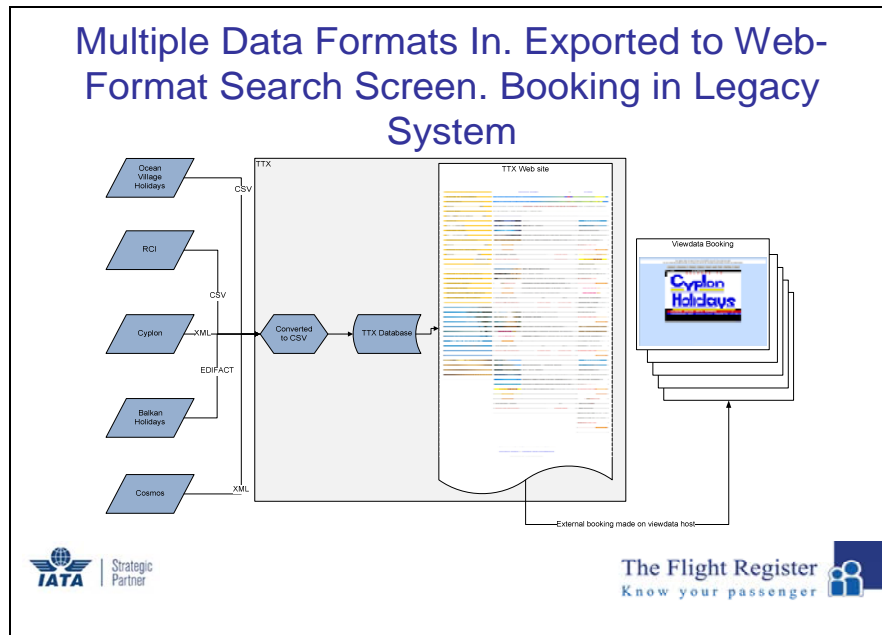 Multiple Data Formats In. Exported to Web-
Format Search Screen. Booking in Legacy
System
TTX
TTX Web site
Ocean
Village
Holidays
CSV
RCI
CSV
Cyplon
XML
Converted
to CSV
TTX Database
EDIFACT
Balkan
Holidays
Cosmos
XML
Viewdata Booking
Cyplon
Holidays
External booking made on viewdata host
IATA
Strategic
Partner
The Flight Register
Know your passenger